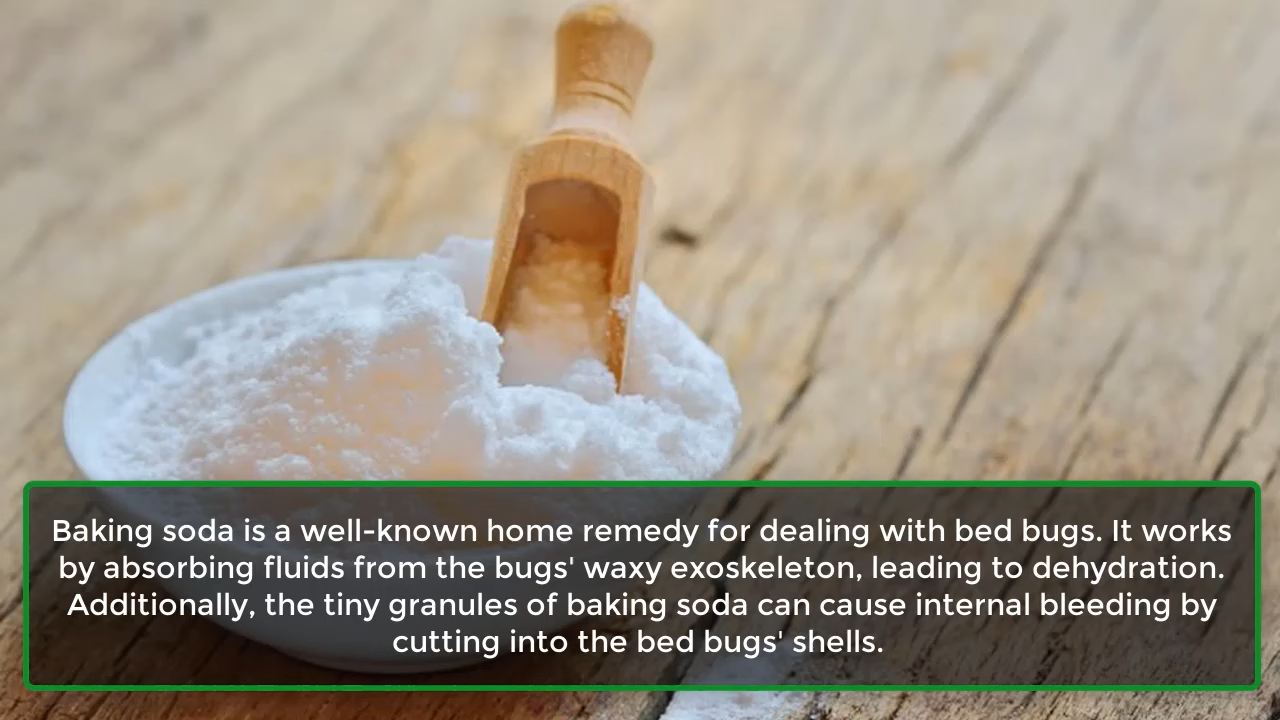 Baking soda is a well-known home remedy for dealing with bed bugs. It works
by absorbing fluids from the bugs' waxy exoskeleton, leading to dehydration.
Additionally, the tiny granules of baking soda can cause internal bleeding by
cutting into the bed bugs' shells.